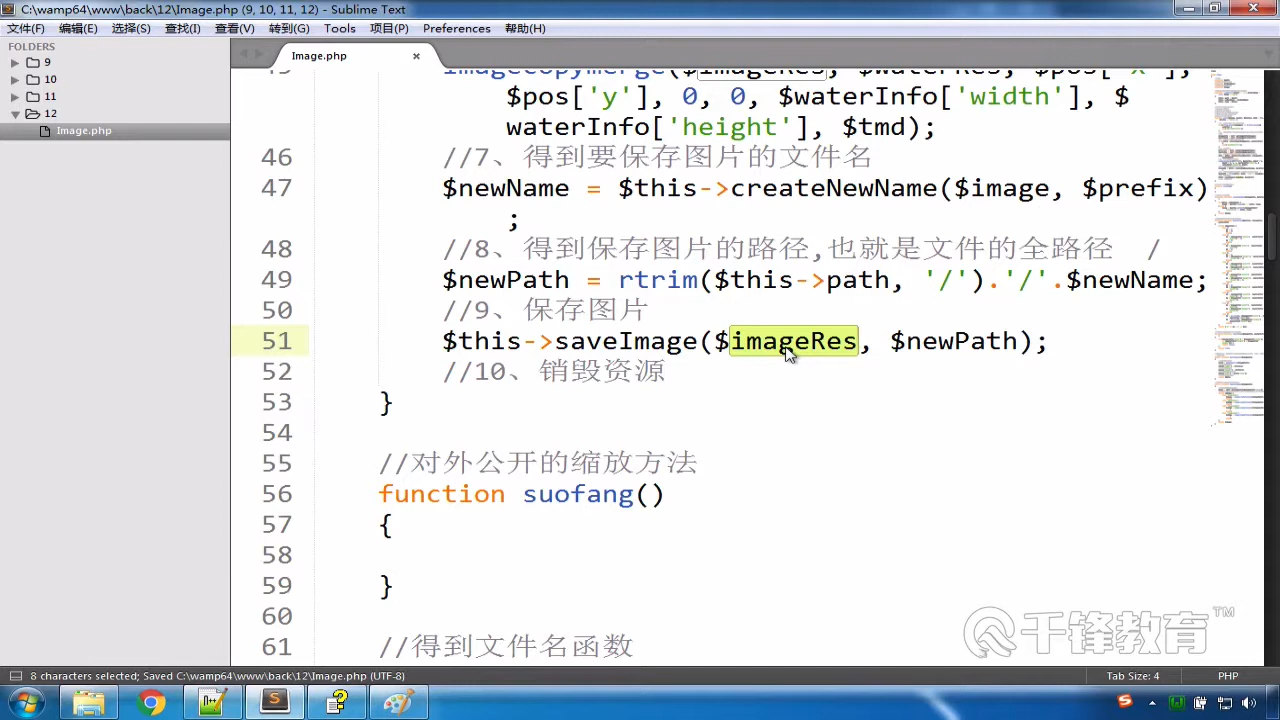 C:\wamp64\www\back\12\Image.php (9, 10, 11, 12) - Sublime Text
文件(F) 编辑(E) 选择(S) 查找(I) 查看(V) 转到(G) Tools 项目(P) Preferences 帮助(H)
FOLDERS
9
10
11
12
Image.php
Image.php
imagecopymerge($imageRes, $waterRes, $pos['x'],
$pos['y'], 0, 0, $waterInfo['width'], $
waterInfo['height'], $tmd);
46 //7、得到要保存图片的文件名
47 $newName = $this->createNewName($image, $prefix)
;
48 //8、得到保存图片的路径,也就是文件的全路径 /
49 $newPath = rtrim($this->path, '/').'/'.$newName;
50 //9、保存图片
51 $this->saveImage($imageRes, $newPath);
52 //10、销毁资源
53 }
54
55 //对外公开的缩放方法
56 function suofang()
57 {
58
59 }
60
61 //得到文件名函数
千锋教育™
8 characters selected; Saved C:\wamp64\www\back\12\Image.php (UTF-8)
Tab Size: 4
PHP